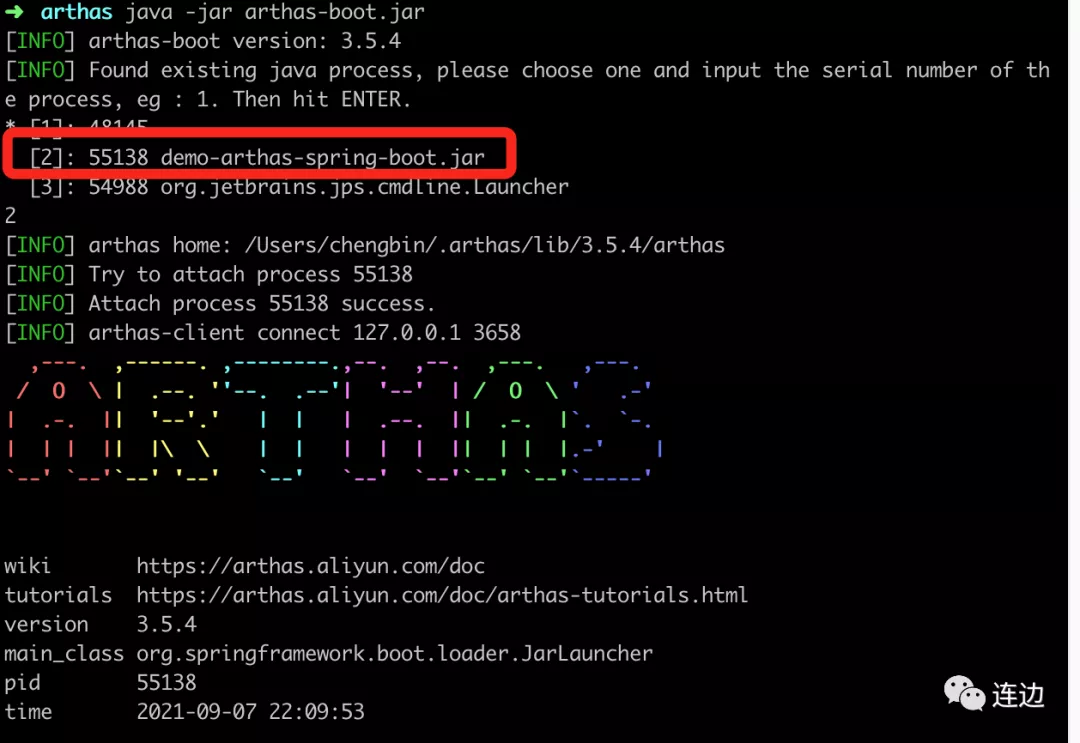 → arthas java -jar arthas-boot.jar
[INFO] arthas-boot version: 3.5.4
[INFO] Found existing java process, please choose one and input the serial number of th
e process, eg : 1. Then hit ENTER.
* [1]: 48145
[2]: 55138 demo-arthas-spring-boot.jar
[3]: 54988 org.jetbrains.jps.cmdline.Launcher
2
[INFO] arthas home: /Users/chengbin/.arthas/lib/3.5.4/arthas
[INFO] Try to attach process 55138
[INFO] Attach process 55138 success.
[INFO] arthas-client connect 127.0.0.1 3658
ARTHAS
wiki https://arthas.aliyun.com/doc
tutorials https://arthas.aliyun.com/doc/arthas-tutorials.html
version 3.5.4
main_class org.springframework.boot.loader.JarLauncher
pid 55138
time 2021-09-07 22:09:53
连边